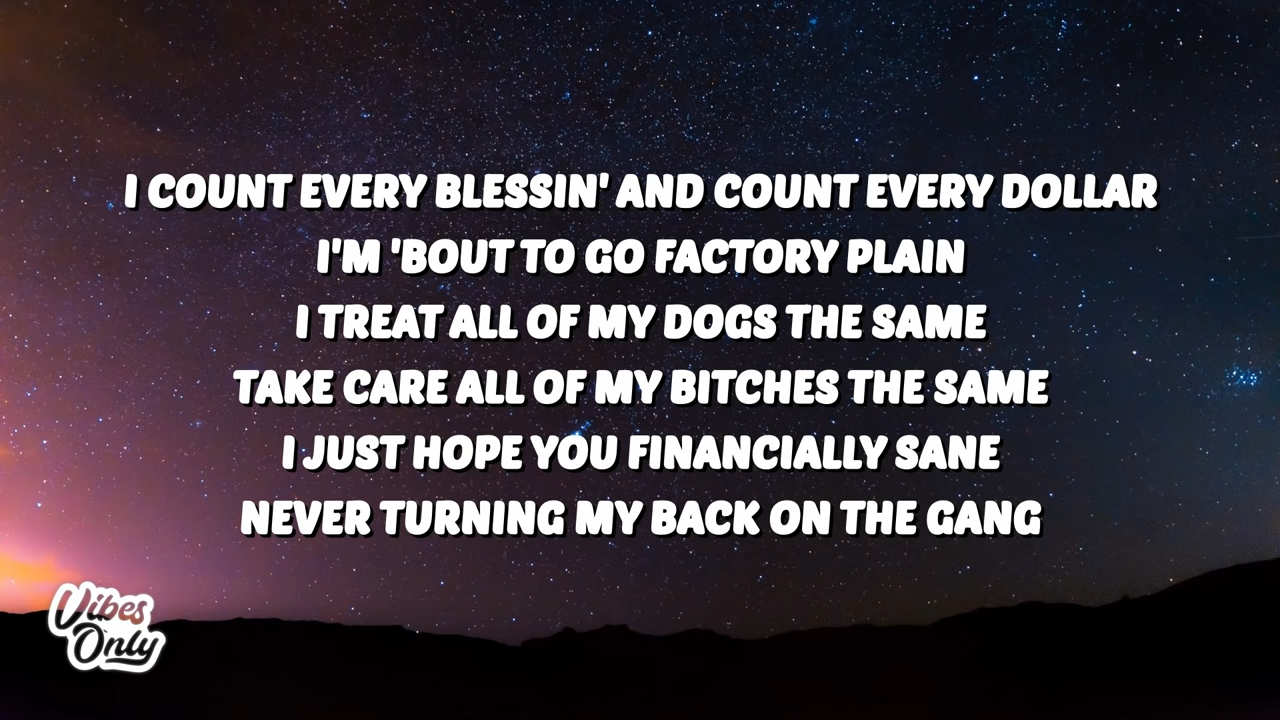 I COUNT EVERY BLESSIN' AND COUNT EVERY DOLLAR
I'M 'BOUT TO GO FACTORY PLAIN
I TREAT ALL OF MY DOGS THE SAME
TAKE CARE ALL OF MY BITCHES THE SAME
I JUST HOPE YOU FINANCIALLY SANE
NEVER TURNING MY BACK ON THE GANG
Vibes
Only